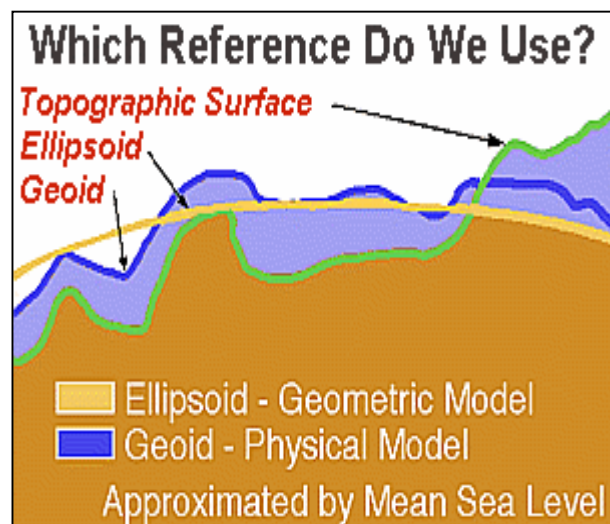 Which Reference Do We Use?
Topographic Surface
Ellipsoid
Geoid
Ellipsoid - Geometric Model
Geoid - Physical Model
Approximated by Mean Sea Level